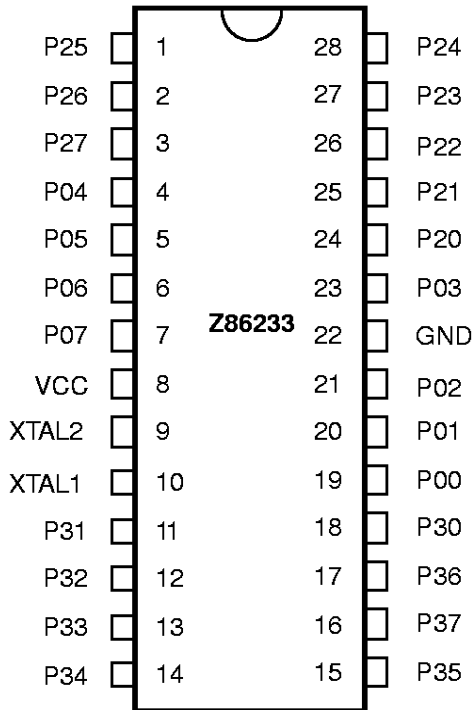 P25 1 28 P24
P26 2 27 P23
P27 3 26 P22
P04 4 25 P21
P05 5 24 P20
P06 6 23 P03
Z86233
P07 7 22 GND
VCC 8 21 P02
XTAL2 9 20 P01
XTAL1 10 19 P00
P31 11 18 P30
P32 12 17 P36
P33 13 16 P37
P34 14 15 P35